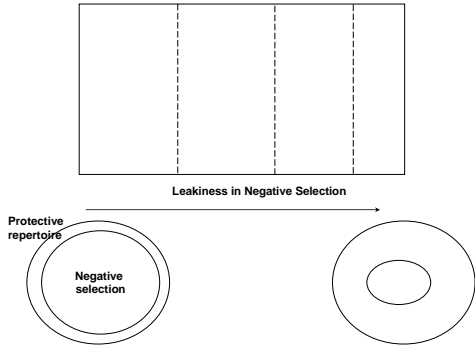 Leakiness in Negative Selection
Protective
repertoire
Negative
selection